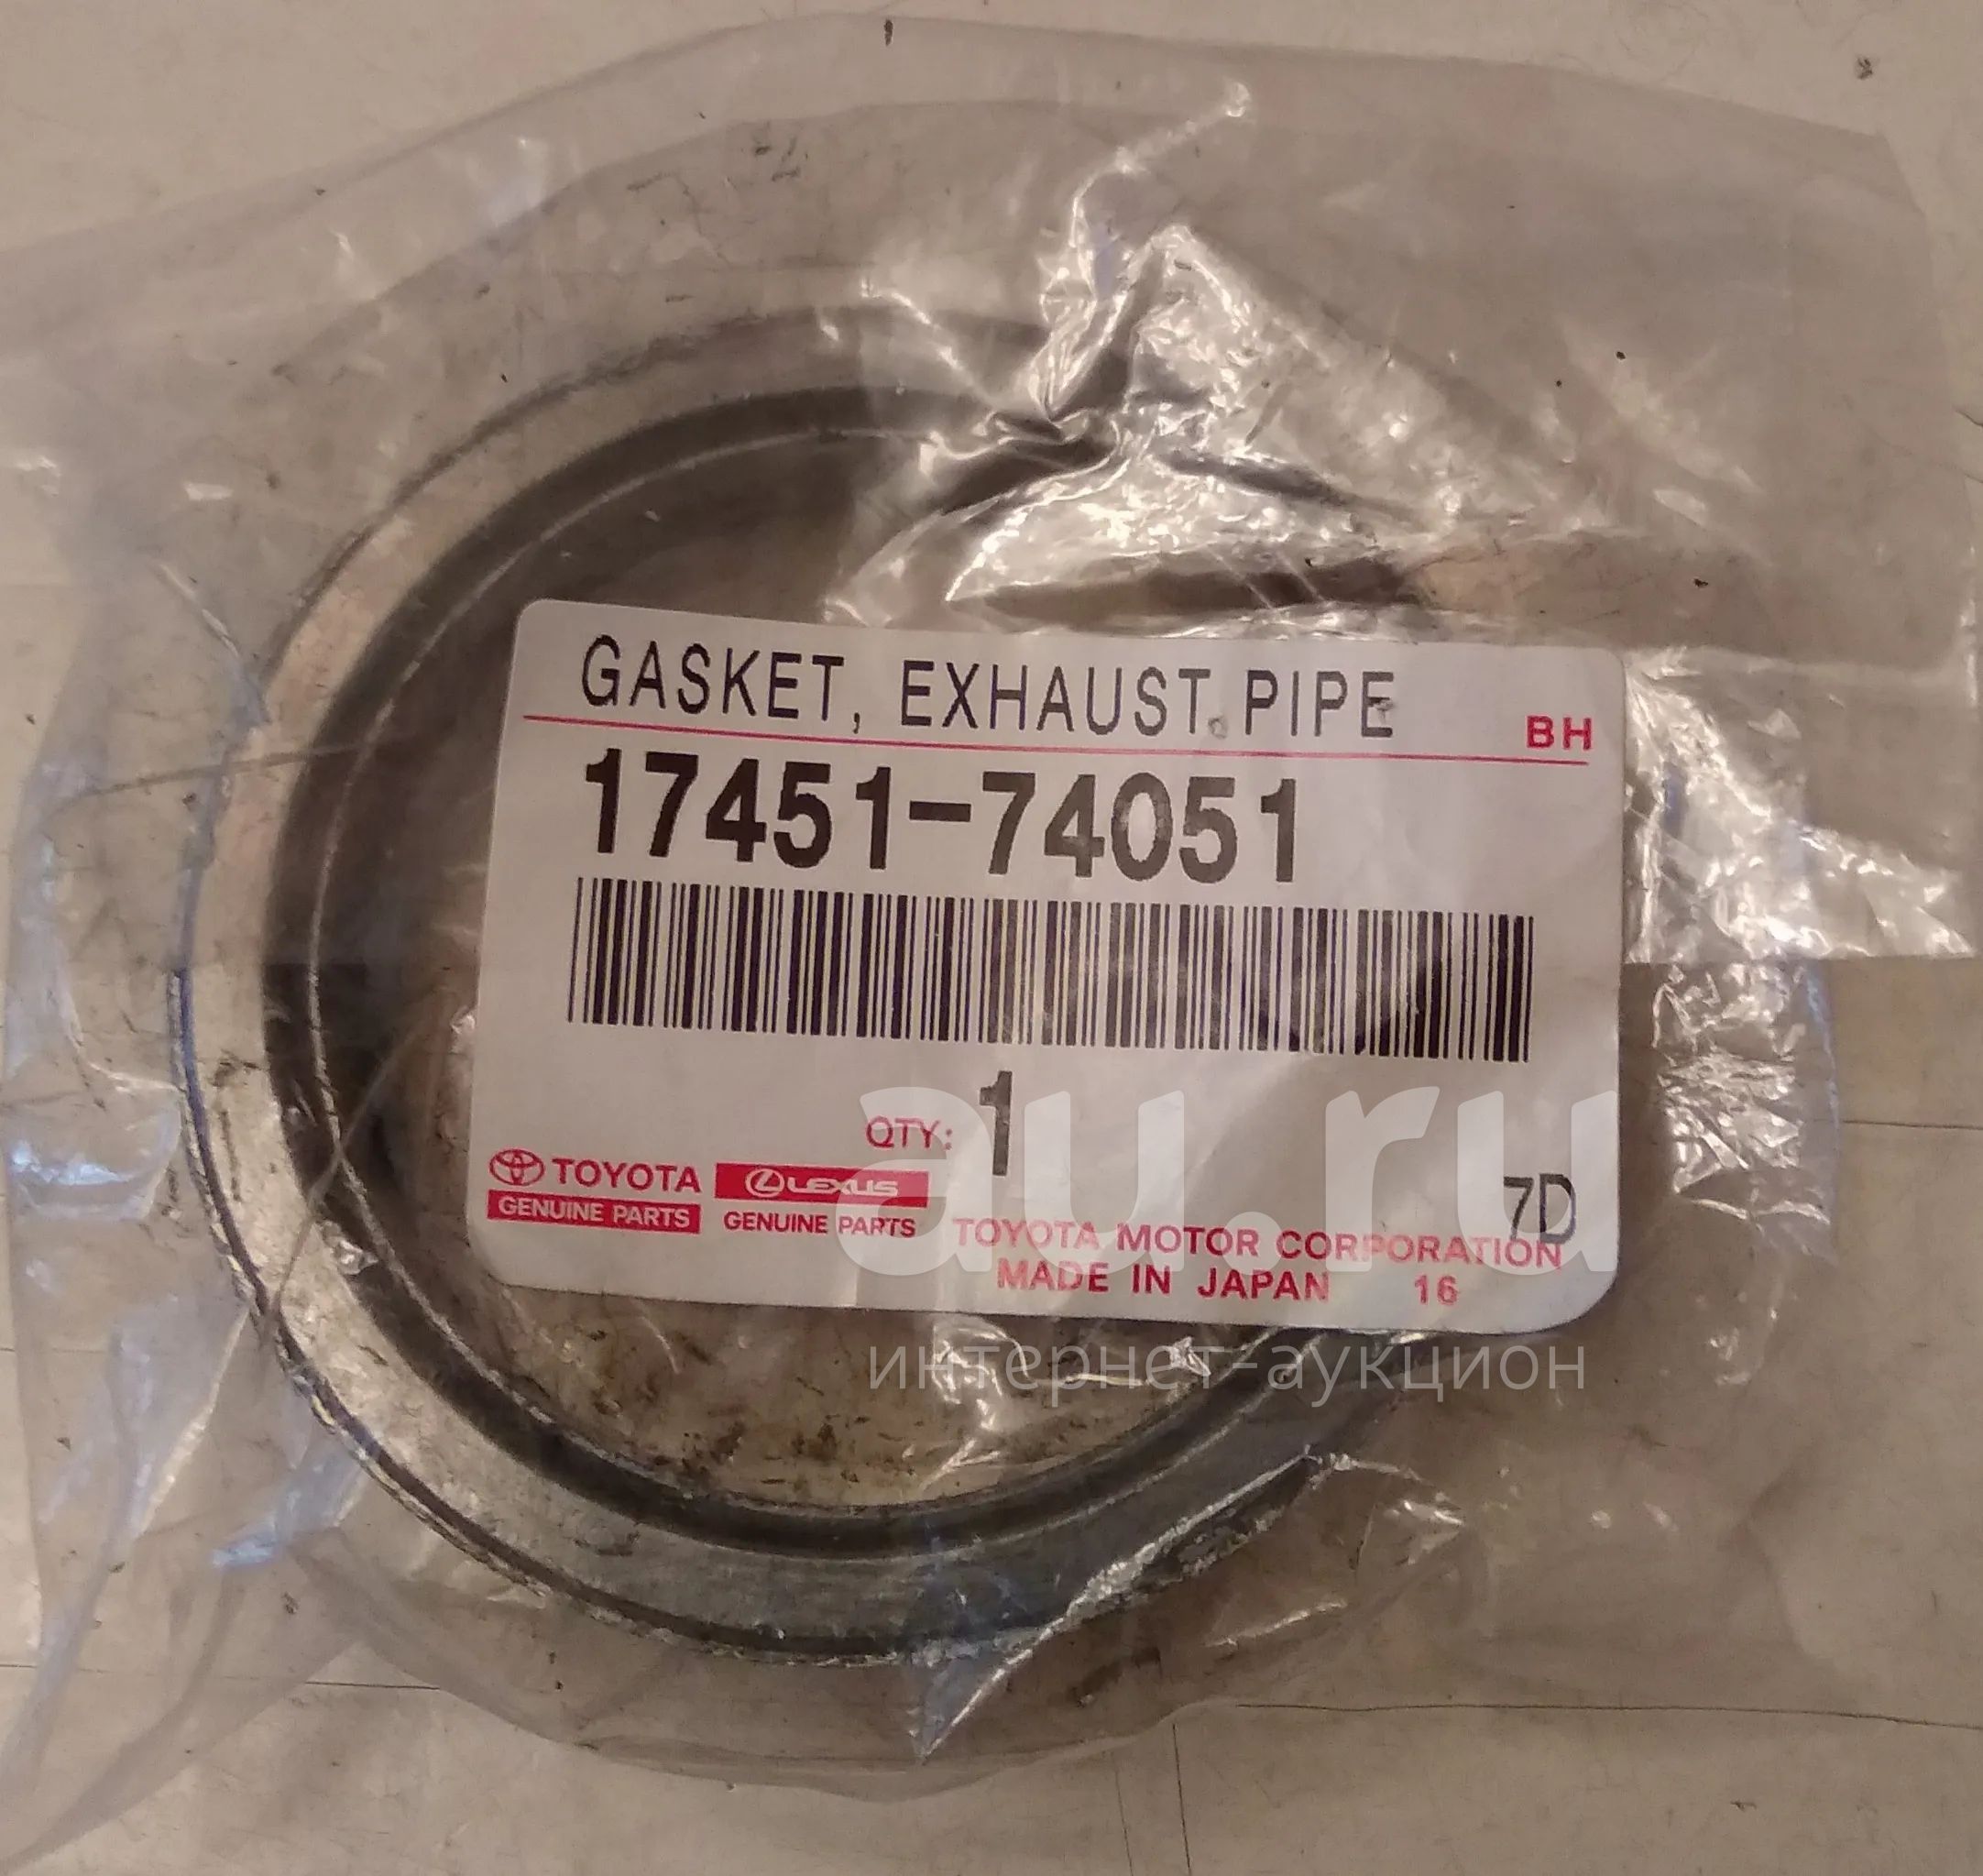 GASKET, EXHAUST PIPE
BH
17451-74051
QTY: 1
TOYOTA
GENUINE PARTS
LEXUS
GENUINE PARTS
7D
TOYOTA MOTOR CORPORATION
MADE IN JAPAN 16
au.ru
интернет-аукцион